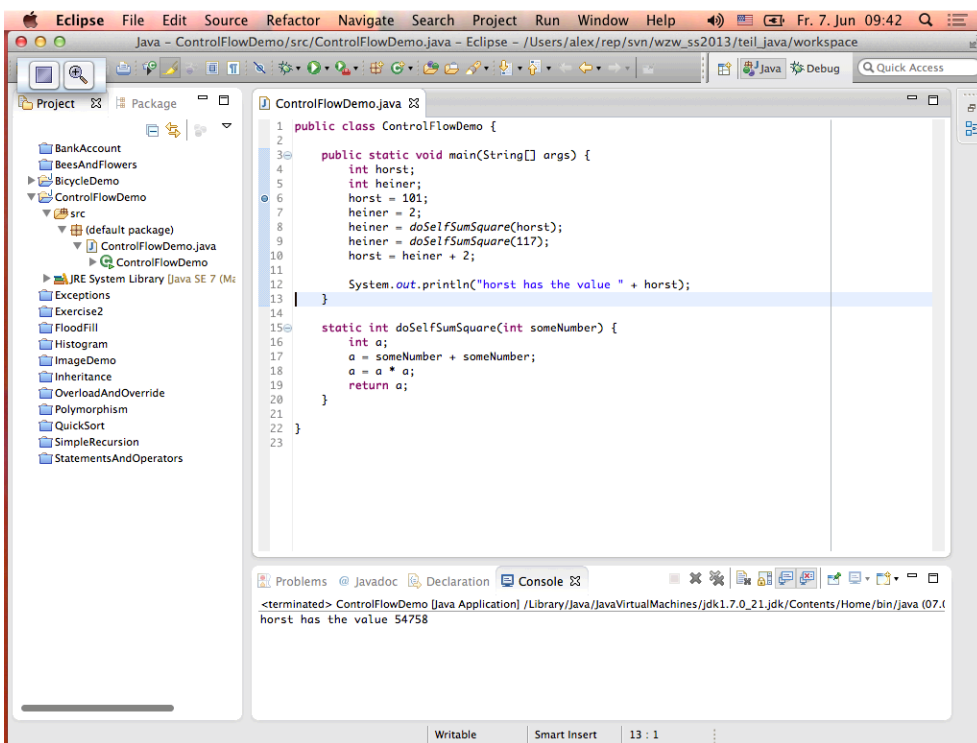 Eclipse File Edit Source Refactor Navigate Search Project Run Window Help Fr. 7. Jun 09:42
Java – ControlFlowDemo/src/ControlFlowDemo.java – Eclipse – /Users/alex/rep/svn/wzw_ss2013/teil_java/workspace
Java Debug Quick Access
Project Package
BankAccount
BeesAndFlowers
BicycleDemo
ControlFlowDemo
src
(default package)
ControlFlowDemo.java
ControlFlowDemo
JRE System Library [Java SE 7 (Ma
Exceptions
Exercise2
FloodFill
Histogram
ImageDemo
Inheritance
OverloadAndOverride
Polymorphism
QuickSort
SimpleRecursion
StatementsAndOperators
ControlFlowDemo.java
1 public class ControlFlowDemo {
2
3 public static void main(String[] args) {
4 int horst;
5 int heiner;
6 horst = 101;
7 heiner = 2;
8 heiner = doSelfSumSquare(horst);
9 heiner = doSelfSumSquare(117);
10 horst = heiner + 2;
11
12 System.out.println("horst has the value " + horst);
13 }
14
15 static int doSelfSumSquare(int someNumber) {
16 int a;
17 a = someNumber + someNumber;
18 a = a * a;
19 return a;
20 }
21
22 }
23
Problems @ Javadoc Declaration Console
<terminated> ControlFlowDemo [Java Application] /Library/Java/JavaVirtualMachines/jdk1.7.0_21.jdk/Contents/Home/bin/java (07.0
horst has the value 54758
Writable Smart Insert 13 : 1